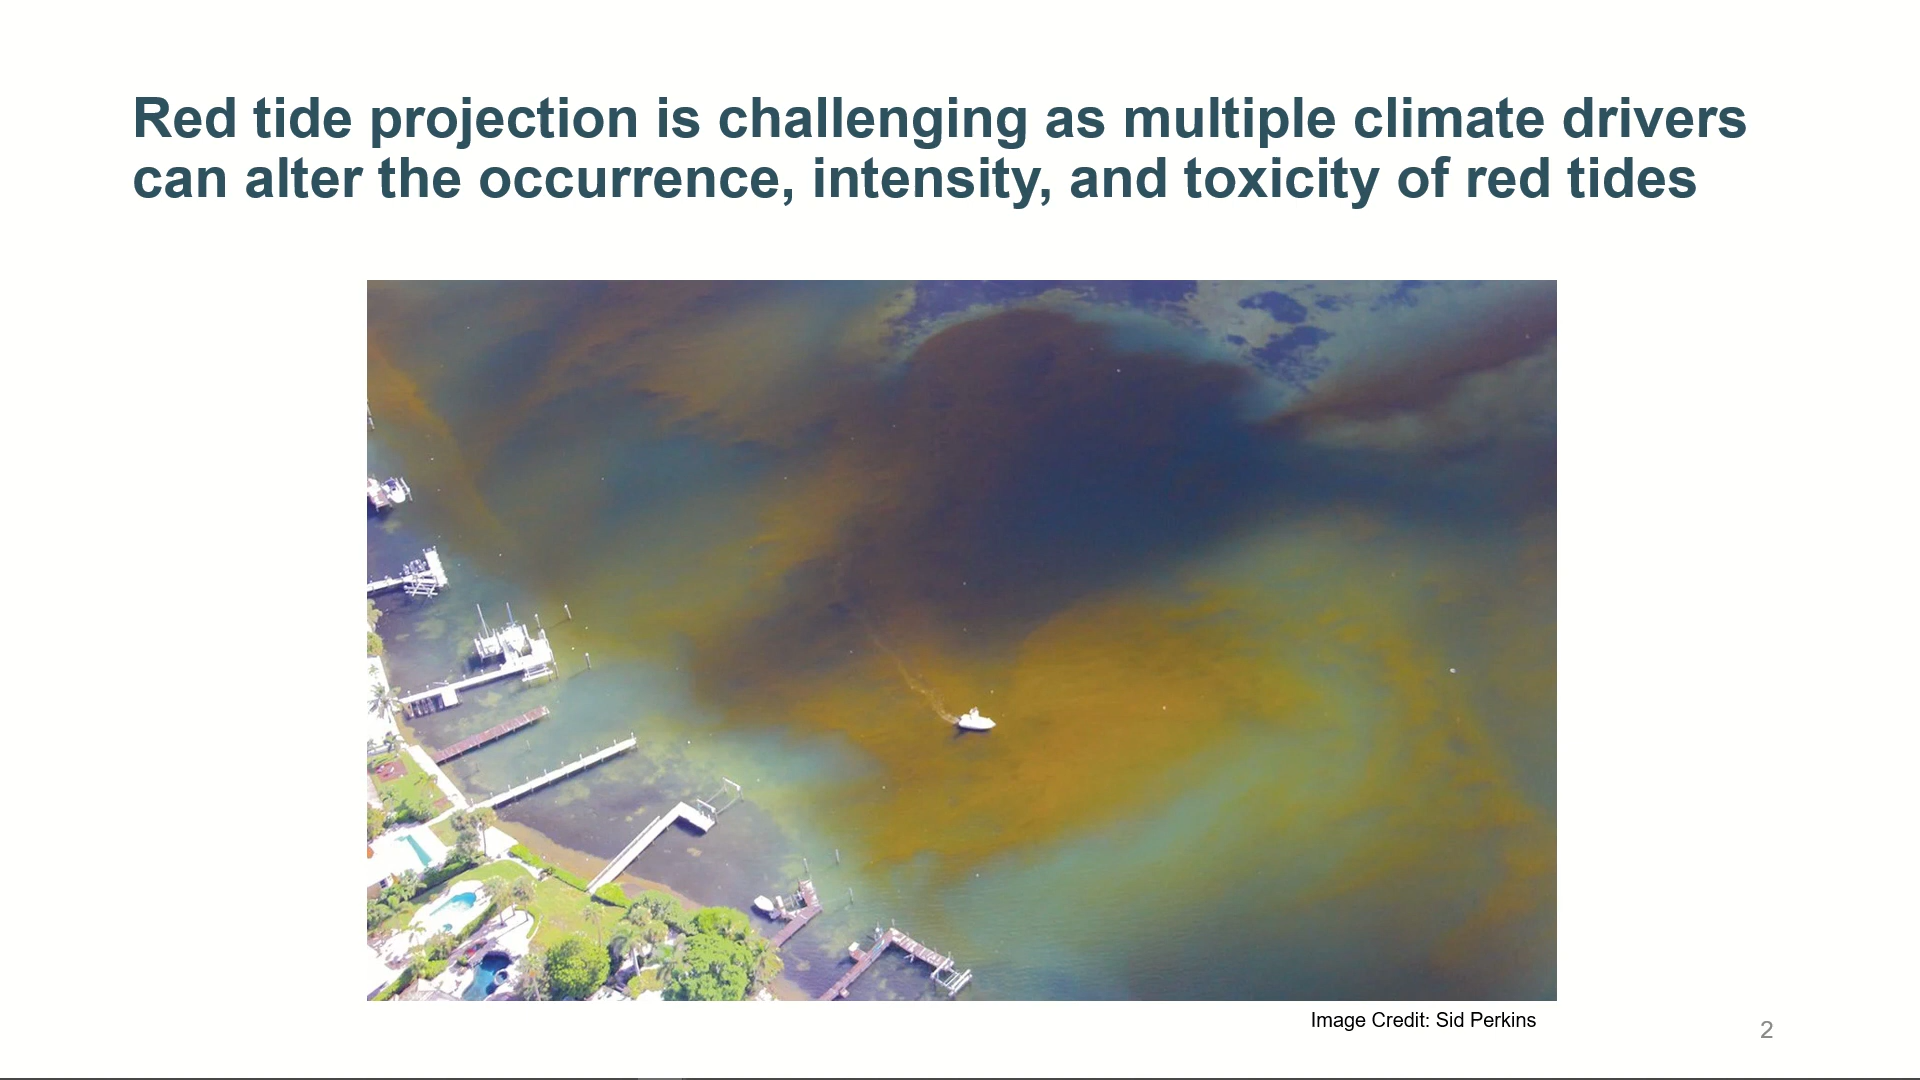 Red tide projection is challenging as multiple climate drivers
can alter the occurrence, intensity, and toxicity of red tides
Image Credit: Sid Perkins
2